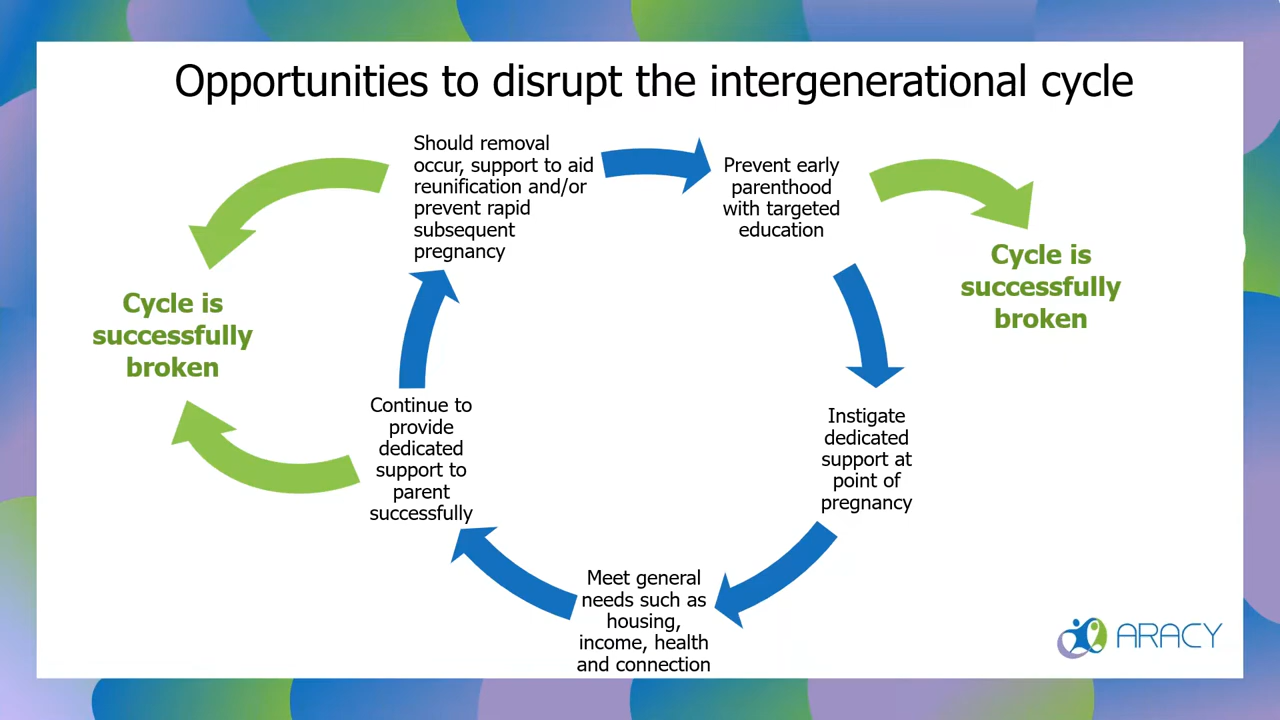 Opportunities to disrupt the intergenerational cycle
Should removal
occur, support to aid
reunification and/or
prevent rapid
subsequent
pregnancy
Prevent early
parenthood
with targeted
education
Cycle is
successfully
broken
Cycle is
successfully
broken
Continue to
provide
dedicated
support to
parent
successfully
Instigate
dedicated
support at
point of
pregnancy
Meet general
needs such as
housing,
income, health
and connection
ARACY